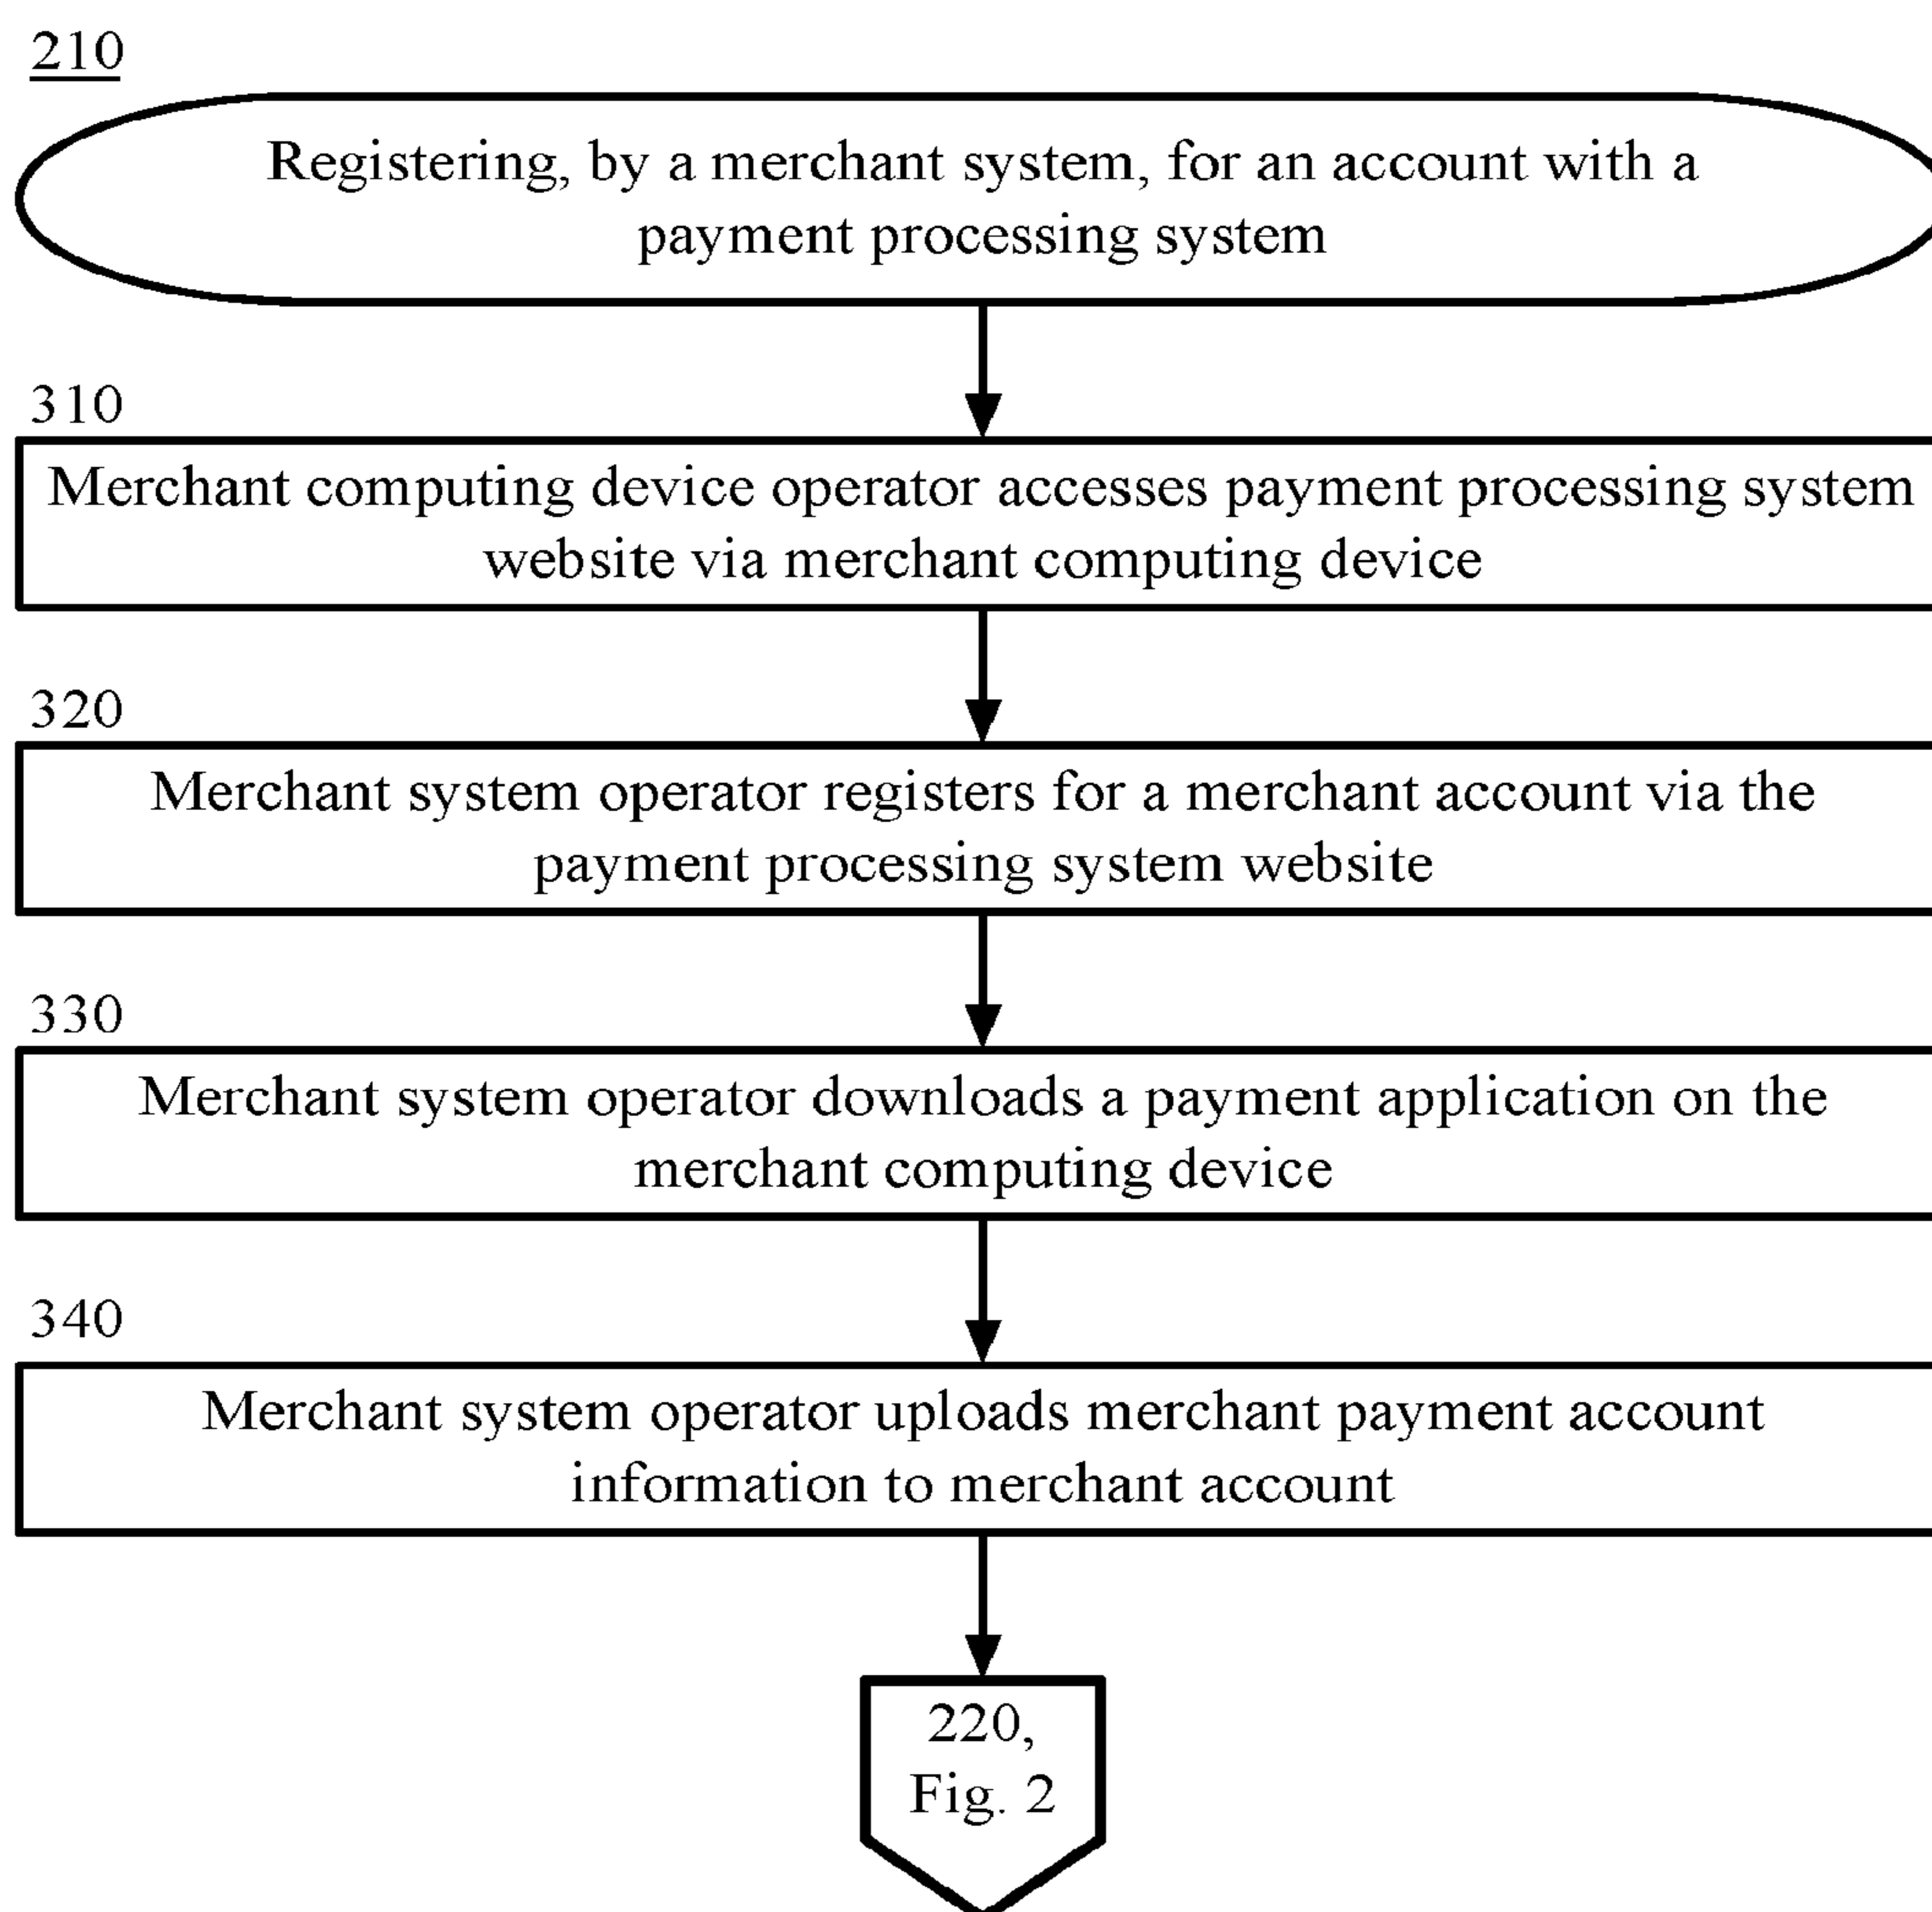 210
Registering, by a merchant system, for an account with a
payment processing system
310
Merchant computing device operator accesses payment processing system
website via merchant computing device
320
Merchant system operator registers for a merchant account via the
payment processing system website
330
Merchant system operator downloads a payment application on the
merchant computing device
340
Merchant system operator uploads merchant payment account
information to merchant account
220,
Fig. 2